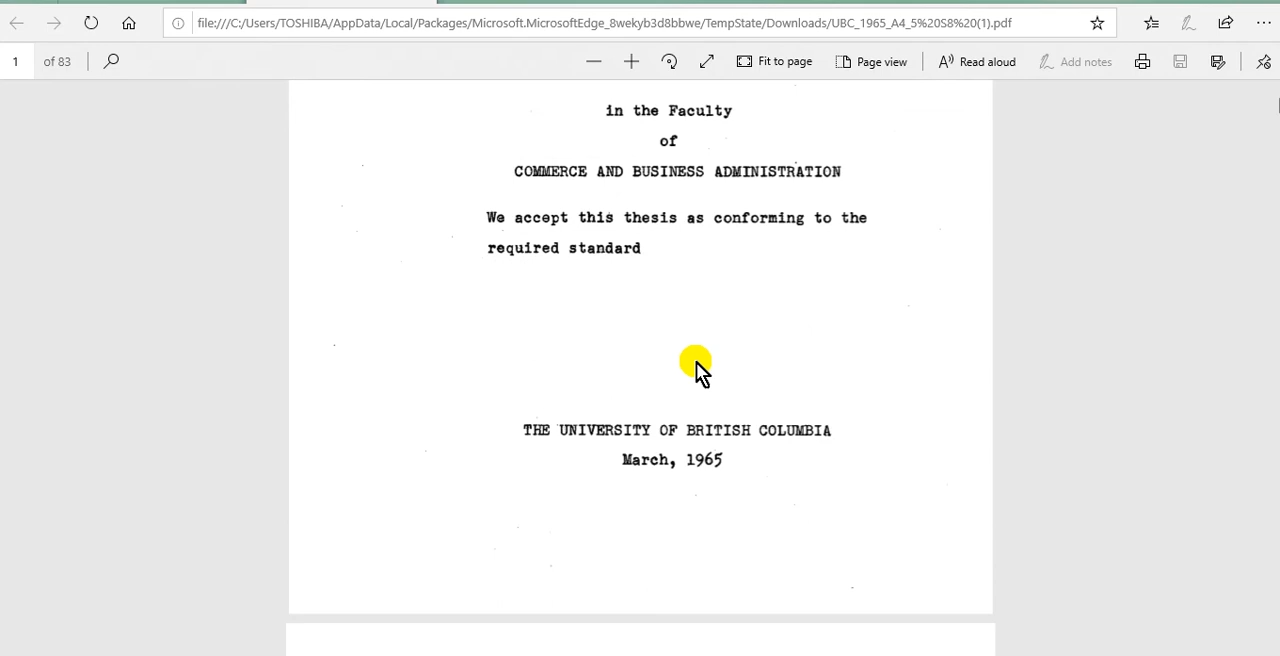 file:///C:/Users/TOSHIBA/AppData/Local/Packages/Microsoft.MicrosoftEdge_8wekyb3d8bbwe/TempState/Downloads/UBC_1965_A4_5%20S8%20(1).pdf
1 of 83 Fit to page Page view Read aloud Add notes
in the Faculty
of
COMMERCE AND BUSINESS ADMINISTRATION
We accept this thesis as conforming to the
required standard
THE UNIVERSITY OF BRITISH COLUMBIA
March, 1965